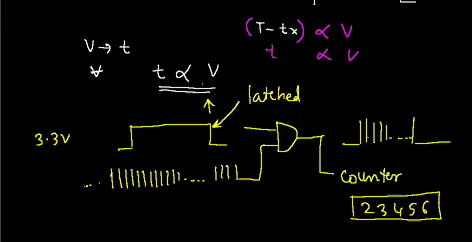 (T - tx) ∝ V
V → t
t ∝ V
t ∝ V
latched
3.3V
counter
23456